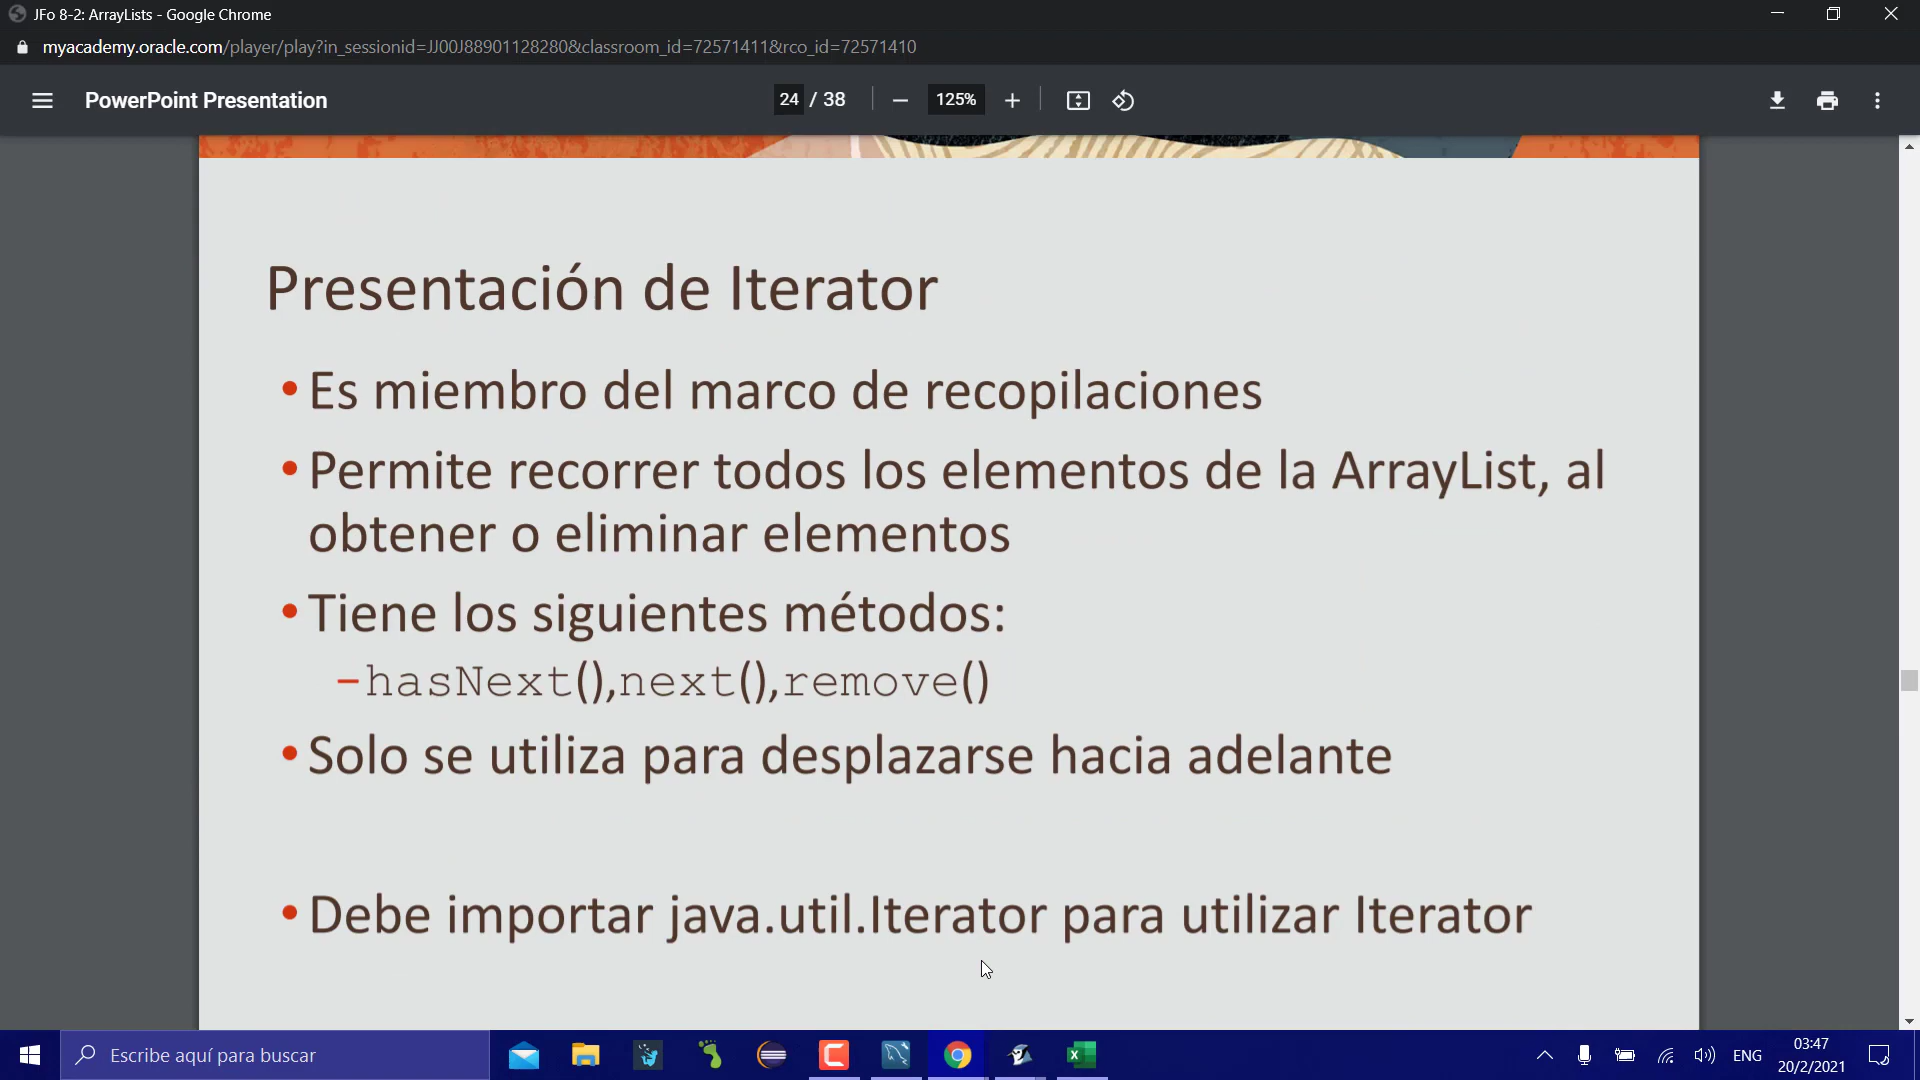 JFo 8-2: ArrayLists - Google Chrome
myacademy.oracle.com/player/play?in_sessionid=JJ00J88901128280&classroom_id=72571411&rco_id=72571410
PowerPoint Presentation
24 / 38
125%
Presentación de Iterator
•Es miembro del marco de recopilaciones
•Permite recorrer todos los elementos de la ArrayList, al
obtener o eliminar elementos
•Tiene los siguientes métodos:
–hasNext(),next(),remove()
•Solo se utiliza para desplazarse hacia adelante
•Debe importar java.util.Iterator para utilizar Iterator
Escribe aquí para buscar
ENG
03:47
20/2/2021